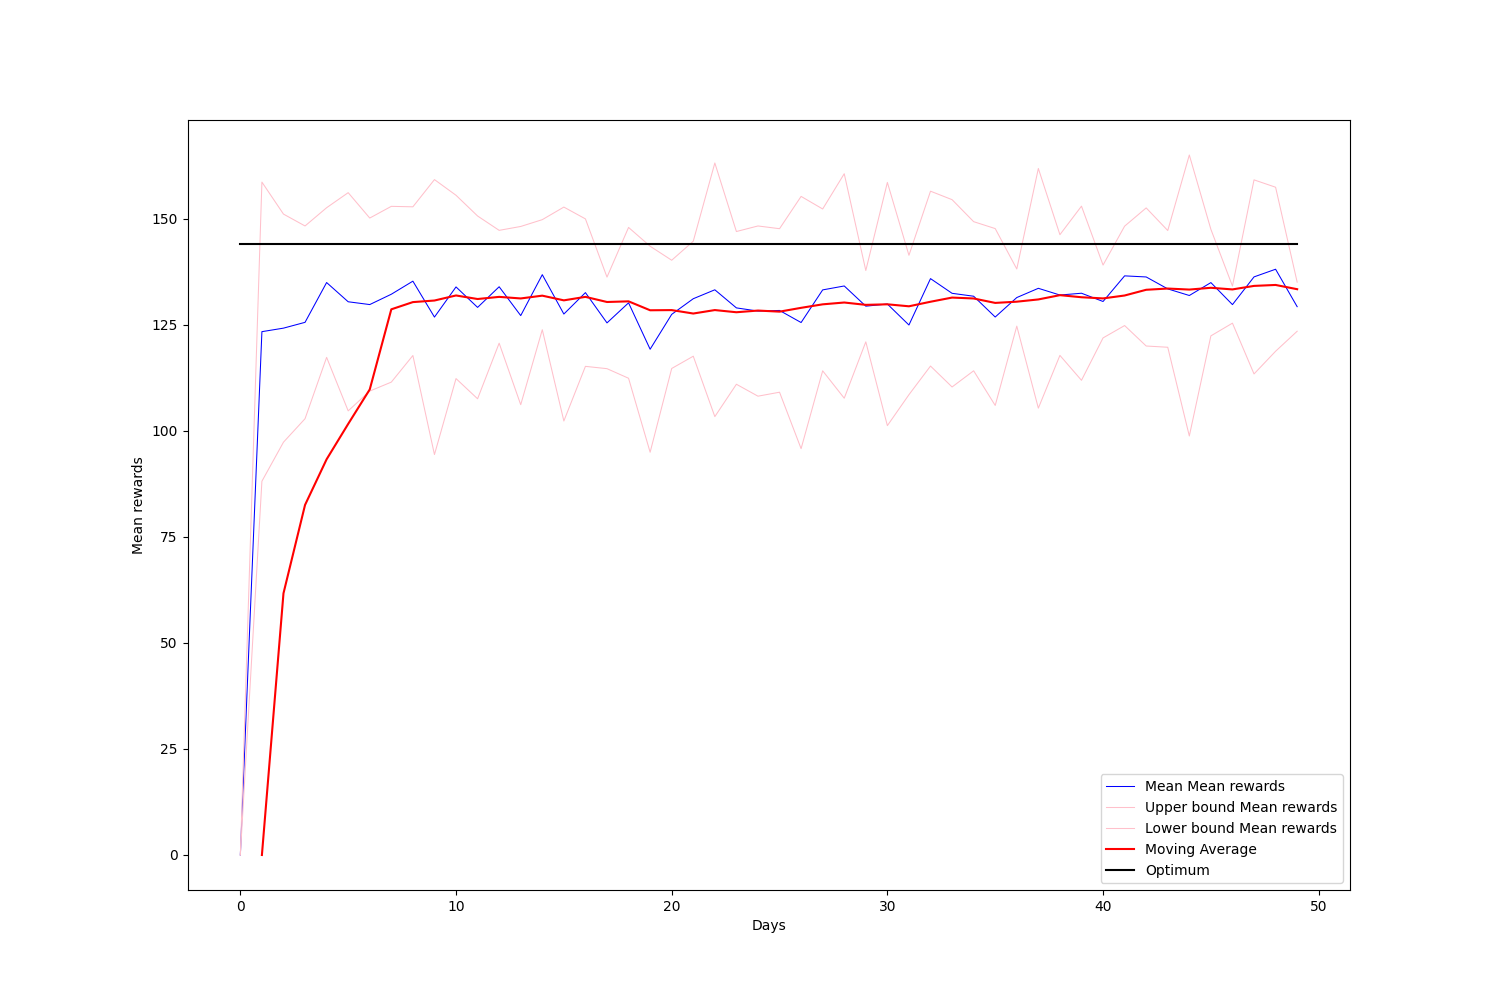 150
125
100
75
50
25
0
Mean rewards
0 10 20 30 40 50
Days
Mean Mean rewards
Upper bound Mean rewards
Lower bound Mean rewards
Moving Average
Optimum